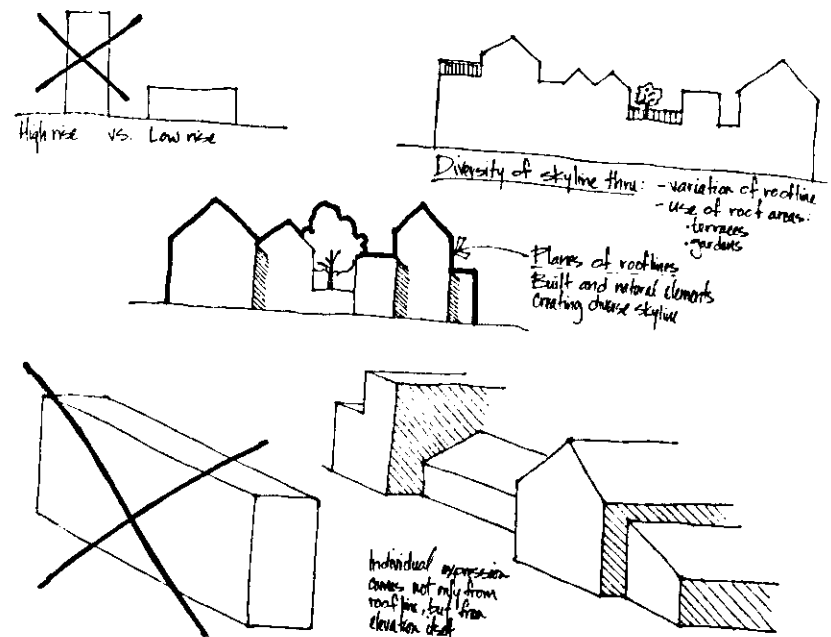 High rise vs. Low rise
Diversity of skyline thru: - variation of roofline
- use of roof areas:
• terraces
• gardens
Planes of rooflines
Built and natural elements
creating diverse skyline
Individual expression
comes not only from
roofline, but from
elevation itself